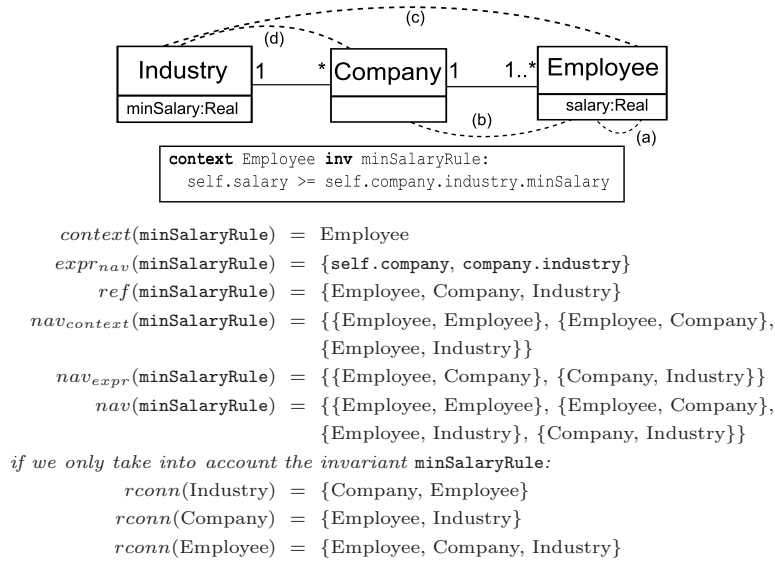 (c)
(d)
Industry 1 * Company 1 1..* Employee
minSalary:Real salary:Real
(b) (a)
context Employee inv minSalaryRule:
self.salary >= self.company.industry.minSalary
context(minSalaryRule) = Employee
expr_nav(minSalaryRule) = {self.company, company.industry}
ref(minSalaryRule) = {Employee, Company, Industry}
nav_context(minSalaryRule) = {{Employee, Employee}, {Employee, Company},
{Employee, Industry}}
nav_expr(minSalaryRule) = {{Employee, Company}, {Company, Industry}}
nav(minSalaryRule) = {{Employee, Employee}, {Employee, Company},
{Employee, Industry}, {Company, Industry}}
if we only take into account the invariant minSalaryRule:
rconn(Industry) = {Company, Employee}
rconn(Company) = {Employee, Industry}
rconn(Employee) = {Employee, Company, Industry}